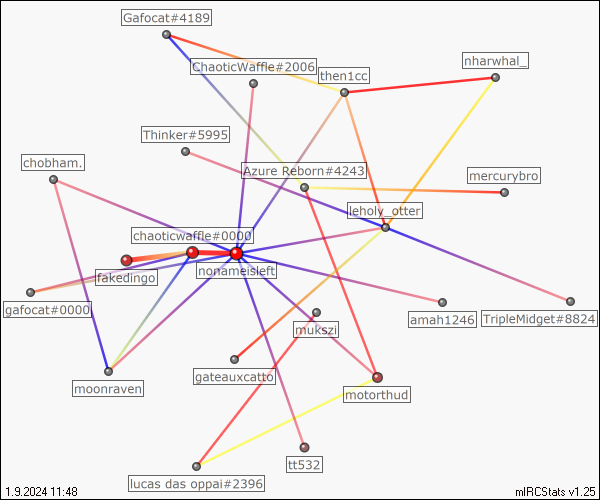 Gafocat#4189
ChaoticWaffle#2006
then1cc
nharwhal_
Thinker#5995
chobham.
Azure Reborn#4243
mercurybro
leholy_otter
chaoticwaffle#0000
nonameisleft
fakedingo
gafocat#0000
amah1246
TripleMidget#8824
mukszi
gateauxcatto
moonraven
motorthud
tt532
lucas das oppai#2396
1.9.2024 11:48
mIRCStats v1.25